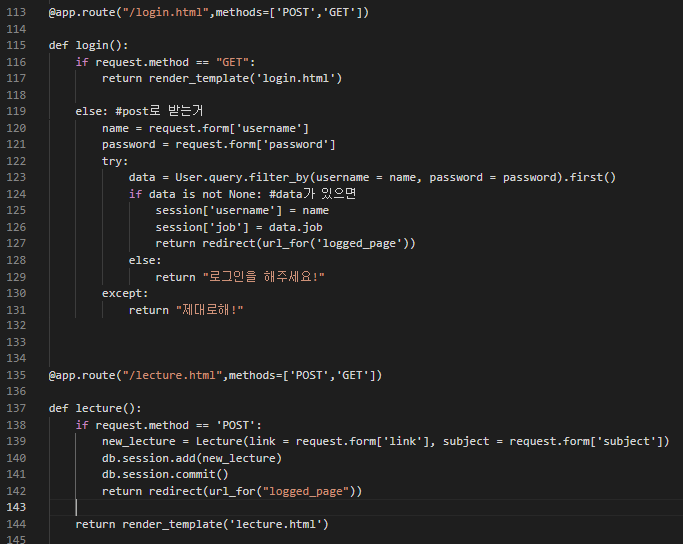 113 @app.route("/login.html",methods=['POST','GET'])
114
115 def login():
116     if request.method == "GET":
117         return render_template('login.html')
118
119     else: #post로 받는거
120         name = request.form['username']
121         password = request.form['password']
122         try:
123             data = User.query.filter_by(username = name, password = password).first()
124             if data is not None: #data가 있으면
125                 session['username'] = name
126                 session['job'] = data.job
127                 return redirect(url_for('logged_page'))
128             else:
129                 return "로그인을 해주세요!"
130         except:
131             return "제대로해!"
132
133
134
135 @app.route("/lecture.html",methods=['POST','GET'])
136
137 def lecture():
138     if request.method == 'POST':
139         new_lecture = Lecture(link = request.form['link'], subject = request.form['subject'])
140         db.session.add(new_lecture)
141         db.session.commit()
142         return redirect(url_for("logged_page"))
143
144     return render_template('lecture.html')
145